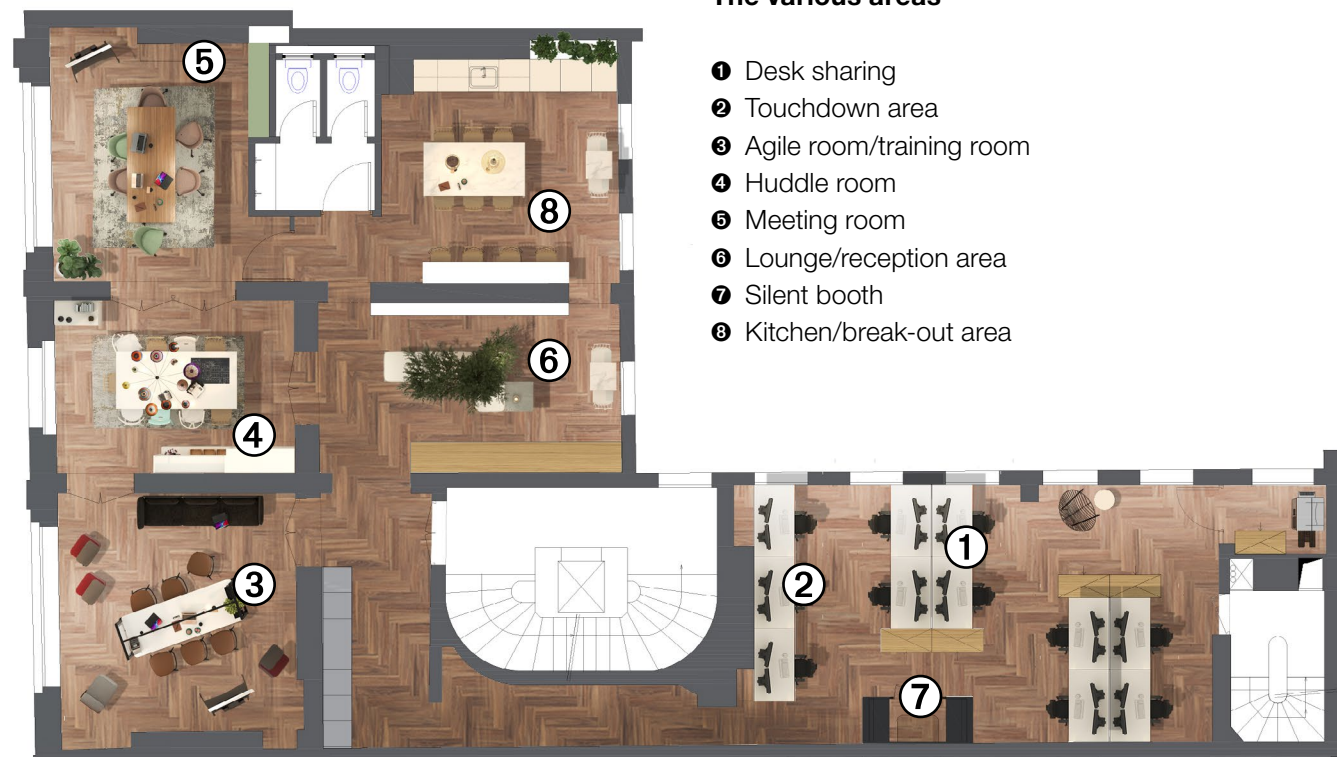 The various areas
❶ Desk sharing
❷ Touchdown area
❸ Agile room/training room
❹ Huddle room
❺ Meeting room
❻ Lounge/reception area
❼ Silent booth
❽ Kitchen/break-out area
5
8
6
4
3
1
2
7